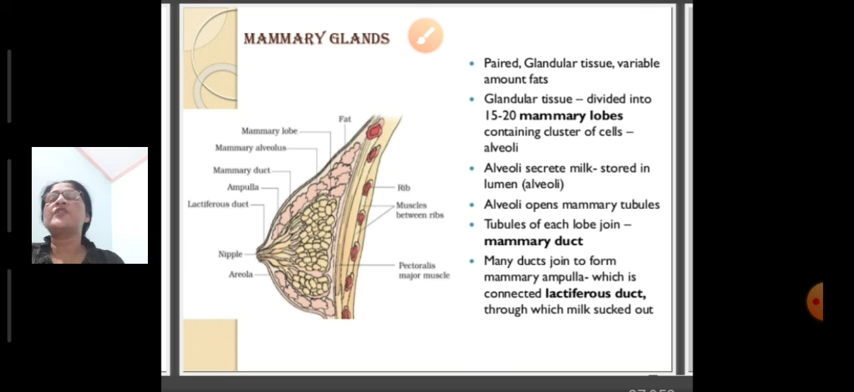 MAMMARY GLANDS
• Paired, Glandular tissue, variable
amount fats
• Glandular tissue – divided into
15-20 mammary lobes
containing cluster of cells –
alveoli
• Alveoli secrete milk- stored in
lumen (alveoli)
• Alveoli opens mammary tubules
• Tubules of each lobe join –
mammary duct
• Many ducts join to form
mammary ampulla- which is
connected lactiferous duct,
through which milk sucked out
Fat
Mammary lobe
Mammary alveolus
Mammary duct
Ampulla
Lactiferous duct
Nipple
Areola
Rib
Muscles
between ribs
Pectoralis
major muscle